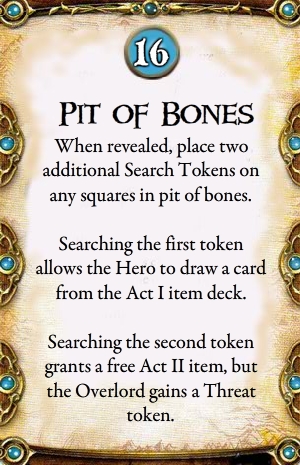 16
Pit of Bones
When revealed, place two
additional Search Tokens on
any squares in pit of bones.
Searching the first token
allows the Hero to draw a card
from the Act I item deck.
Searching the second token
grants a free Act II item, but
the Overlord gains a Threat
token.